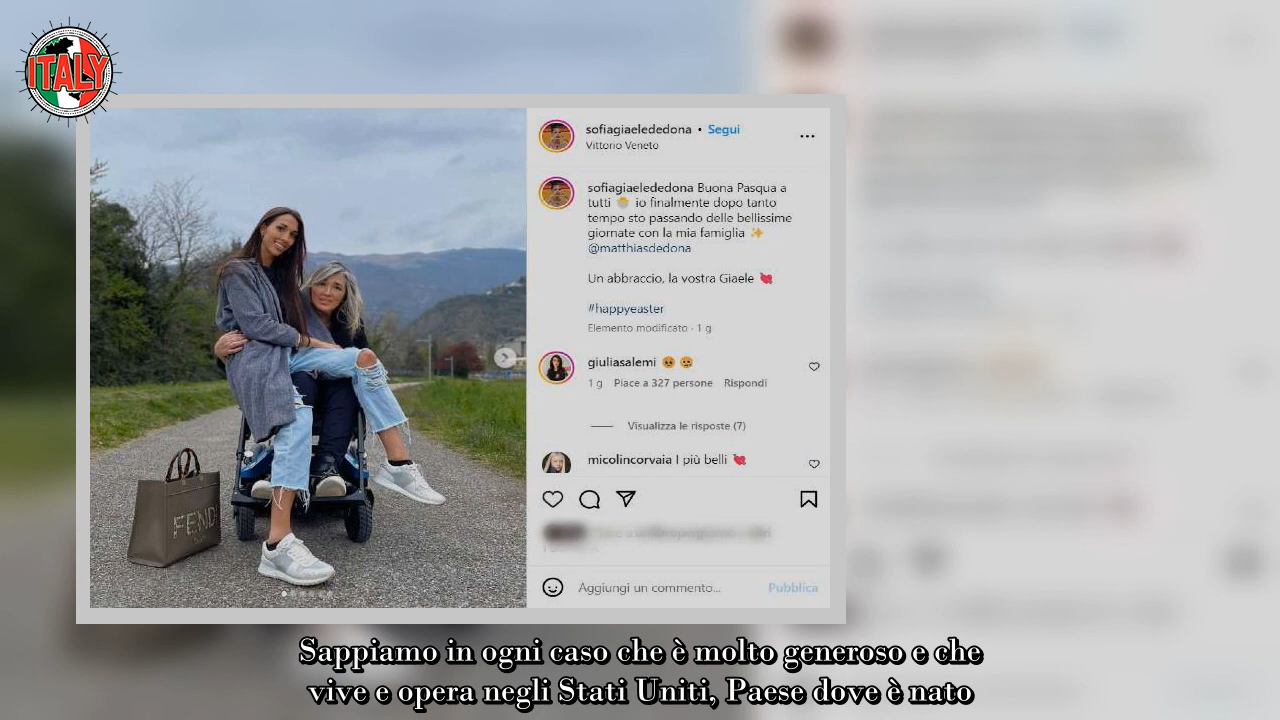 ITALY
sofiagiaelededona • Segui
Vittorio Veneto
sofiagiaelededona Buona Pasqua a
tutti 🐣 io finalmente dopo tanto
tempo sto passando delle bellissime
giornate con la mia famiglia ✨
@matthiasdedona
Un abbraccio, la vostra Giaele 💘
#happyeaster
Elemento modificato · 1 g
giuliasalemi 🥹 🥹
1 g Piace a 327 persone Rispondi
Visualizza le risposte (7)
micolincorvaia I più belli 💘
FENDI
Aggiungi un commento... Pubblica
Sappiamo in ogni caso che è molto generoso e che
vive e opera negli Stati Uniti, Paese dove è nato